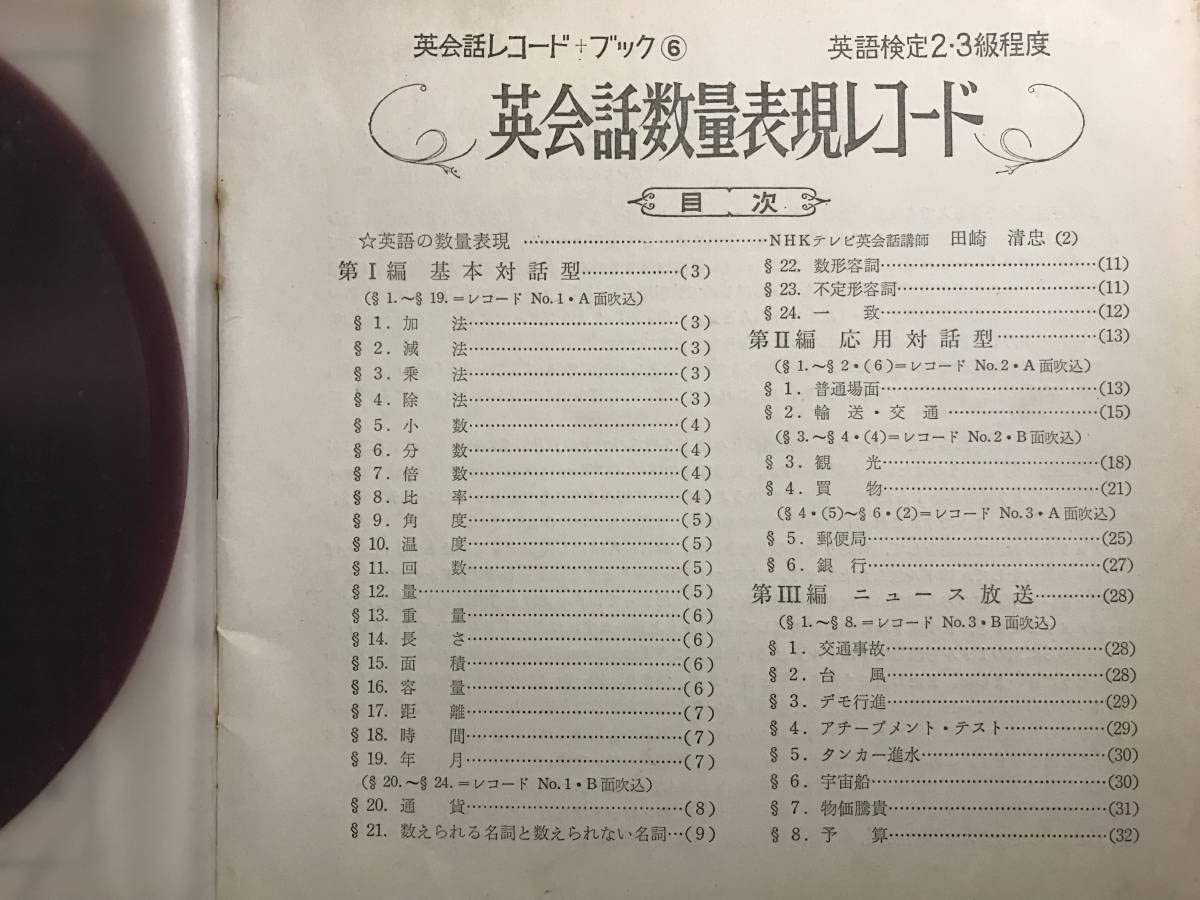 英会話レコード+ブック⑥
英語検定2・3級程度
英会話数量表現レコード
目 次
☆英語の数量表現 ……………………………………NHKテレビ英会話講師 田崎 清忠 (2)
第Ⅰ編 基本対話型………………(3)
(§1.〜§19.=レコード No.1・A面吹込)
§1. 加 法………………………………(3)
§2. 減 法………………………………(3)
§3. 乗 法………………………………(3)
§4. 除 法………………………………(3)
§5. 小 数………………………………(4)
§6. 分 数………………………………(4)
§7. 倍 数………………………………(4)
§8. 比 率………………………………(4)
§9. 角 度………………………………(5)
§10. 温 度………………………………(5)
§11. 回 数………………………………(5)
§12. 量……………………………………(5)
§13. 重 量………………………………(6)
§14. 長 さ………………………………(6)
§15. 面 積………………………………(6)
§16. 容 量………………………………(6)
§17. 距 離………………………………(7)
§18. 時 間………………………………(7)
§19. 年 月………………………………(7)
(§20.〜§24.=レコード No.1・B面吹込)
§20. 通 貨………………………………(8)
§21. 数えられる名詞と数えられない名詞…(9)
§22. 数形容詞………………………………(11)
§23. 不定形容詞……………………………(11)
§24. 一 致………………………………(12)
第Ⅱ編 応用対話型………………(13)
(§1.〜§2・(6)=レコード No.2・A面吹込)
§1. 普通場面………………………………(13)
§2. 輸送・交通 ……………………(15)
(§3.〜§4・(4)=レコード No.2・B面吹込)
§3. 観 光………………………………(18)
§4. 買 物………………………………(21)
(§4・(5)〜§6・(2)=レコード No.3・A面吹込)
§5. 郵便局…………………………………(25)
§6. 銀 行…………………………………(27)
第Ⅲ編 ニュース放送…………(28)
(§1.〜§8.=レコード No.3・B面吹込)
§1. 交通事故………………………………(28)
§2. 台 風………………………………(28)
§3. デモ行進………………………………(29)
§4. アチーブメント・テスト……………(29)
§5. タンカー進水…………………………(30)
§6. 宇宙船…………………………………(30)
§7. 物価騰貴………………………………(31)
§8. 予 算………………………………(32)